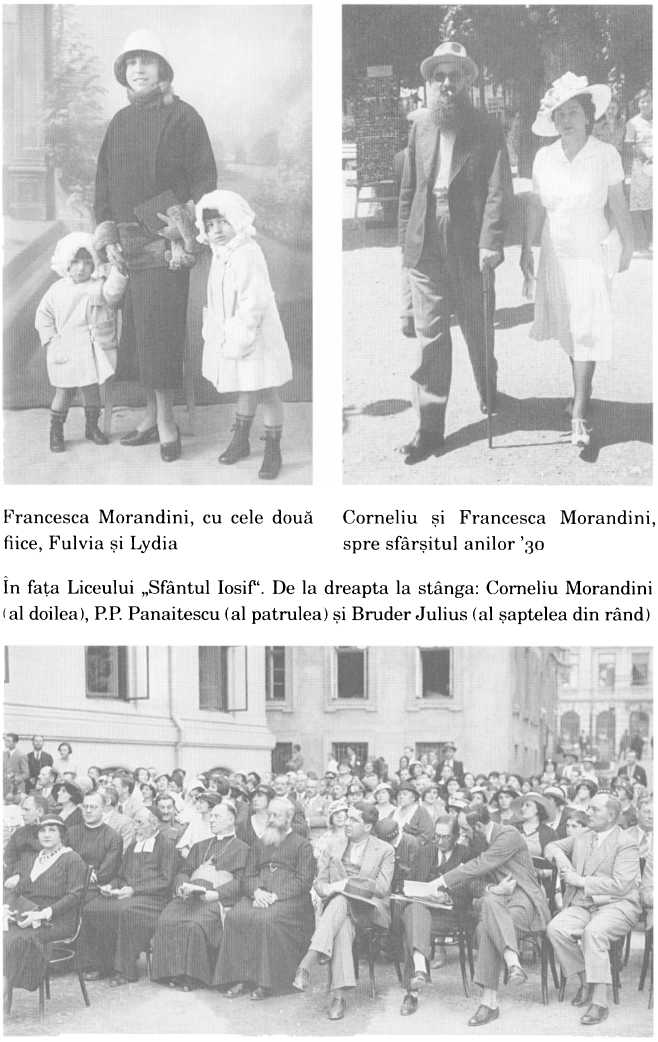 Francesca Morandini, cu cele două
fiice, Fulvia și Lydia
Corneliu și Francesca Morandini,
spre sfârșitul anilor ’30
În fața Liceului „Sfântul Iosif“. De la dreapta la stânga: Corneliu Morandini
(al doilea), P.P. Panaitescu (al patrulea) și Bruder Julius (al șaptelea din rând)